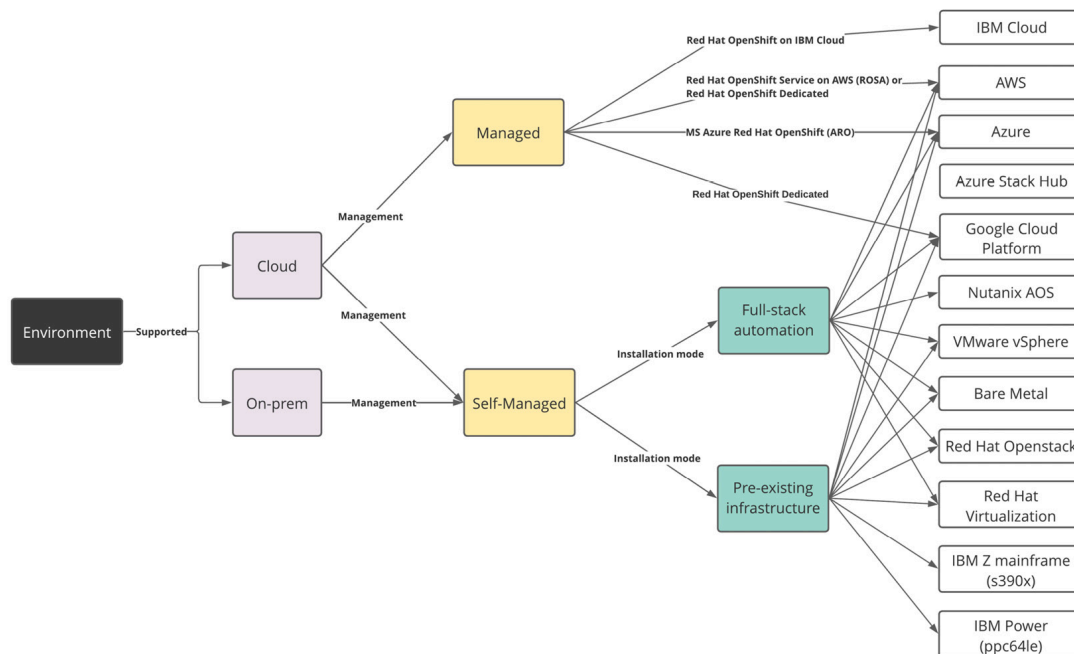 Environment
Supported
Cloud
On-prem
Management
Management
Management
Managed
Self-Managed
Installation mode
Installation mode
Full-stack
automation
Pre-existing
infrastructure
Red Hat OpenShift on IBM Cloud
Red Hat OpenShift Service on AWS (ROSA) or
Red Hat OpenShift Dedicated
MS Azure Red Hat OpenShift (ARO)
Red Hat OpenShift Dedicated
IBM Cloud
AWS
Azure
Azure Stack Hub
Google Cloud
Platform
Nutanix AOS
VMware vSphere
Bare Metal
Red Hat Openstack
Red Hat
Virtualization
IBM Z mainframe
(s390x)
IBM Power
(ppc64le)